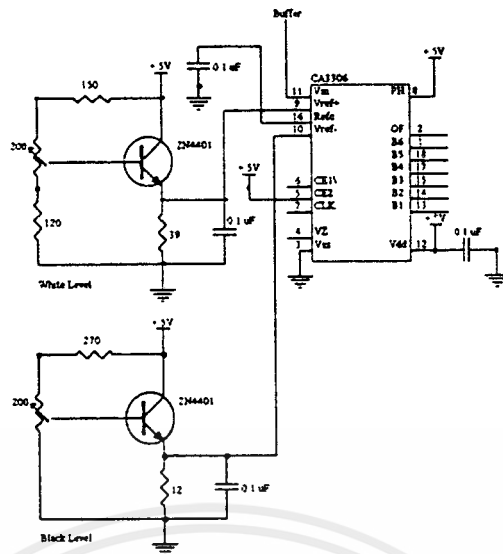 Buffer
+ 5V
0.1 uF
CA3306
+ 5V
150
11 Vin PH 8
9 Vref+
200
2N4401
14 Refc
10 Vref-
OF 2
B6 1
B5 18
B4 17
120
CE1\ B3 15
5 CE2 B2 14
7 CLK B1 13
39
0.1 uF
+5V
4 VZ
3 Vss Vdd 12
0.1 uF
White Level
+ 5V
270
200
2N4401
12
0.1 uF
Black Level